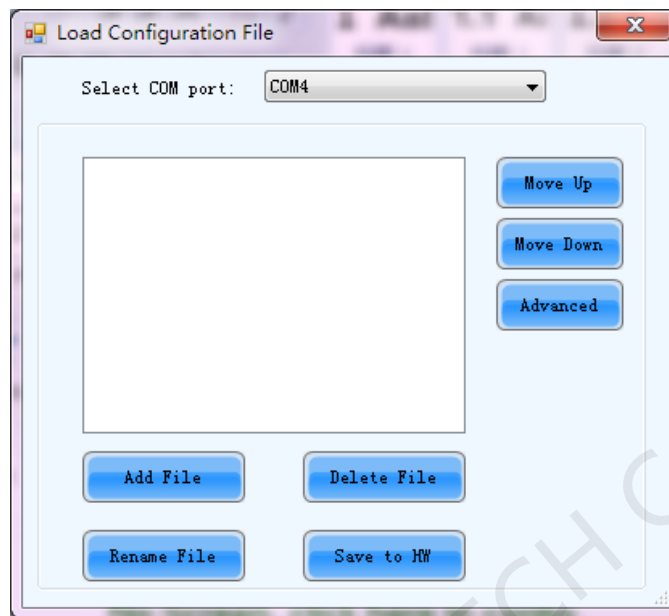 Load Configuration File
Select COM port: COM4
Move Up
Move Down
Advanced
Add File Delete File
Rename File Save to HW
TECH C